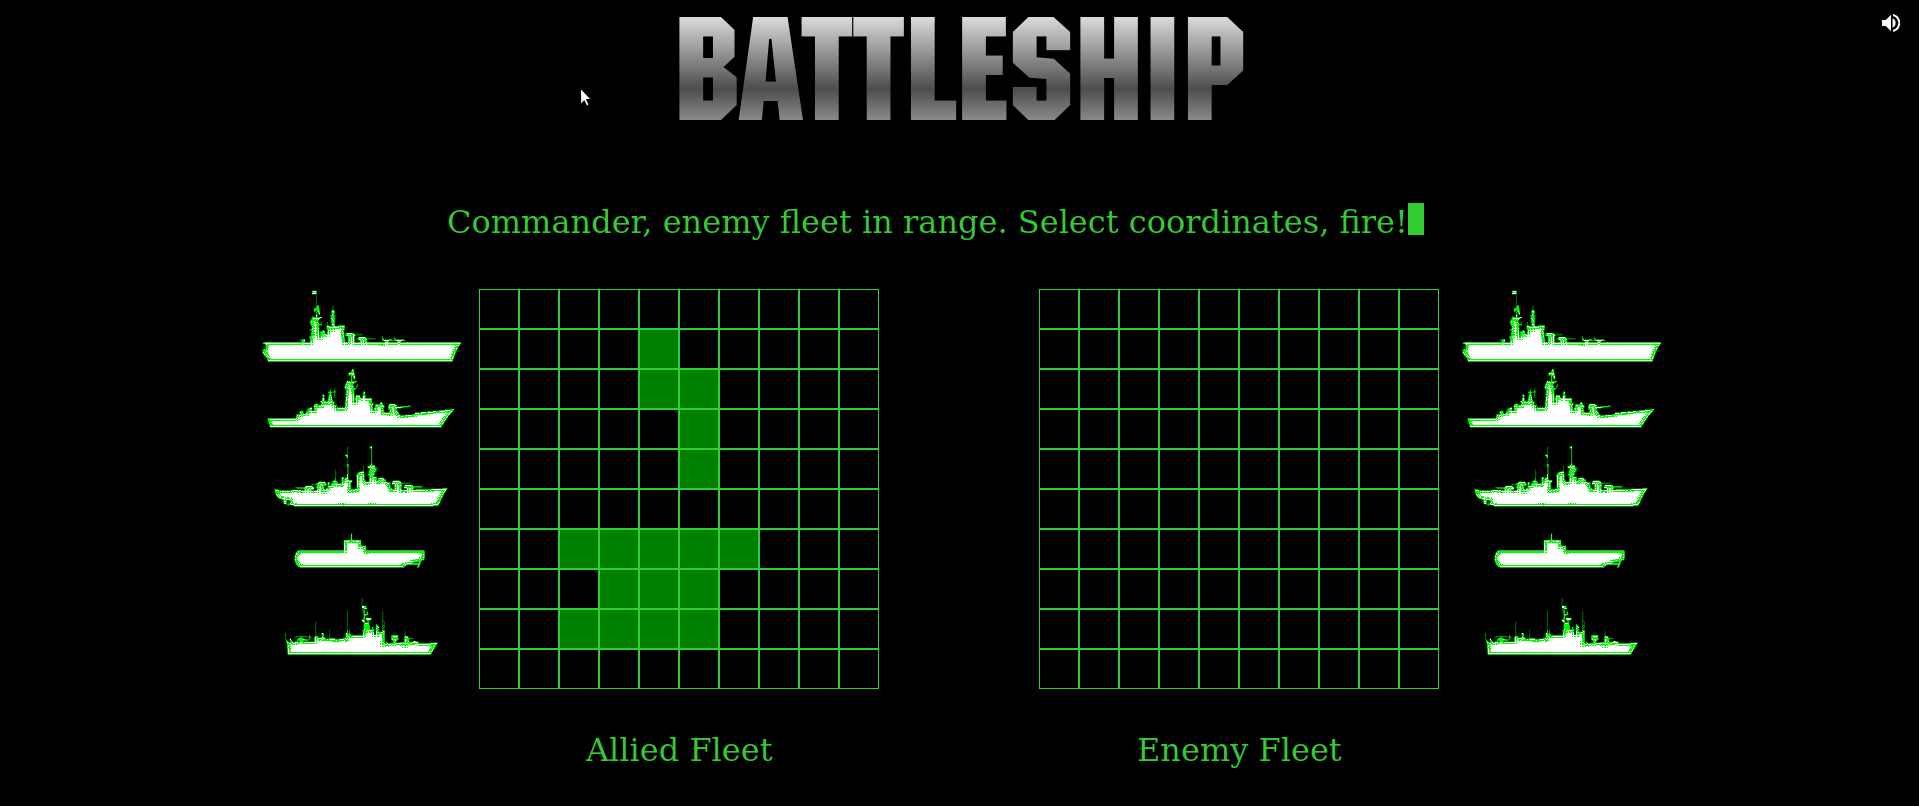 BATTLESHIP
Commander, enemy fleet in range. Select coordinates, fire!
Allied Fleet
Enemy Fleet